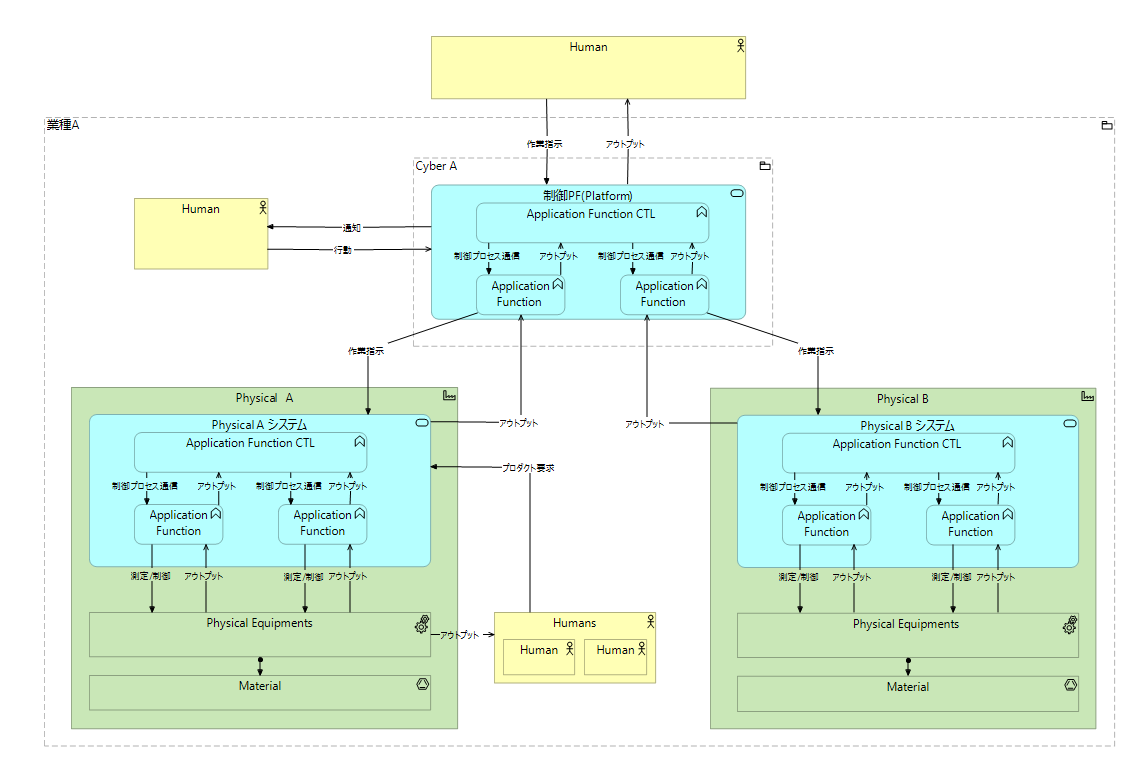 Human
業種A
作業指示
アウトプット
Cyber A
制御PF(Platform)
Application Function CTL
Human
通知
行動
制御プロセス通信
アウトプット
制御プロセス通信
アウトプット
Application
Function
Application
Function
作業指示
作業指示
Physical　A
Physical B
アウトプット
アウトプット
Physical A システム
Application Function CTL
制御プロセス通信
アウトプット
制御プロセス通信
アウトプット
Application
Function
Application
Function
測定/制御
アウトプット
測定/制御
アウトプット
Physical Equipments
Material
プロダクト要求
アウトプット
Humans
Human
Human
Physical B システム
Application Function CTL
制御プロセス通信
アウトプット
制御プロセス通信
アウトプット
Application
Function
Application
Function
測定/制御
アウトプット
測定/制御
アウトプット
Physical Equipments
Material